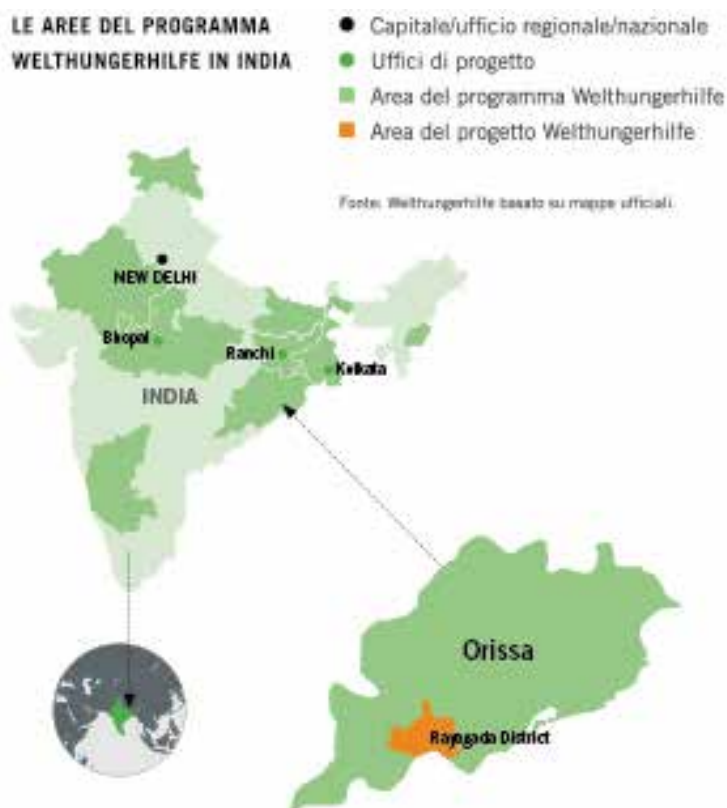 LE AREE DEL PROGRAMMA
WELTHUNGERHILFE IN INDIA
Capitale/ufficio regionale/nazionale
Uffici di progetto
Area del programma Welthungerhilfe
Area del progetto Welthungerhilfe
Fonte: Welthungerhilfe basato su mappe ufficiali.
NEW DELHI
Bhopal
Ranchi
Kolkata
INDIA
Orissa
Rayagada District